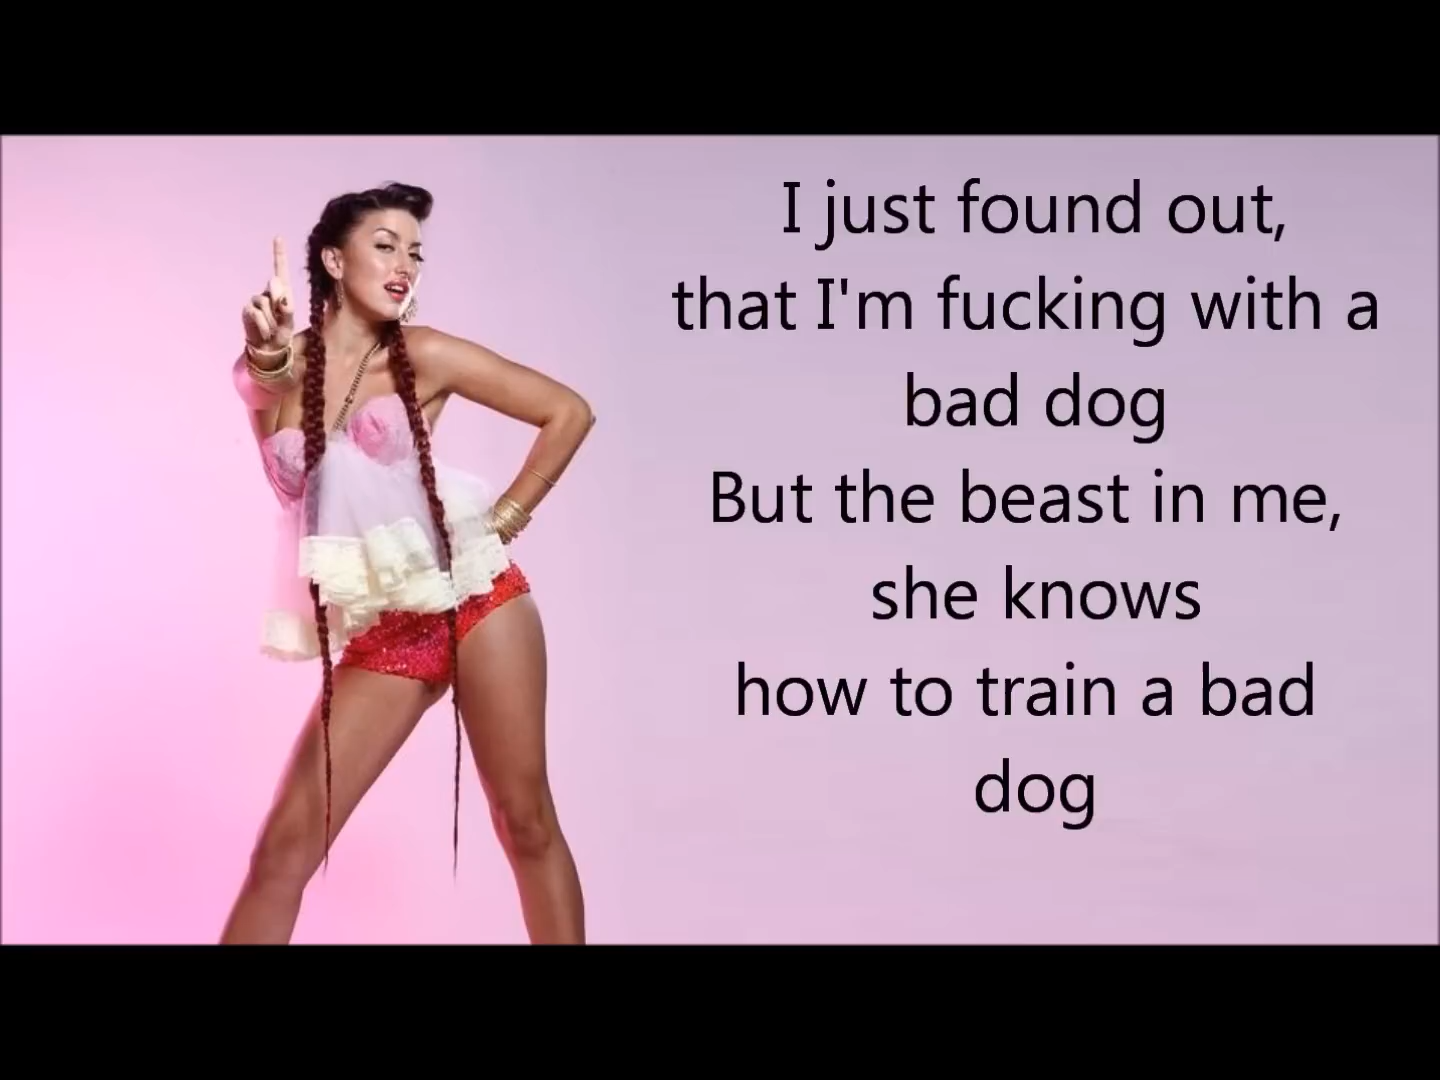 I just found out,
that I'm fucking with a
bad dog
But the beast in me,
she knows
how to train a bad
dog